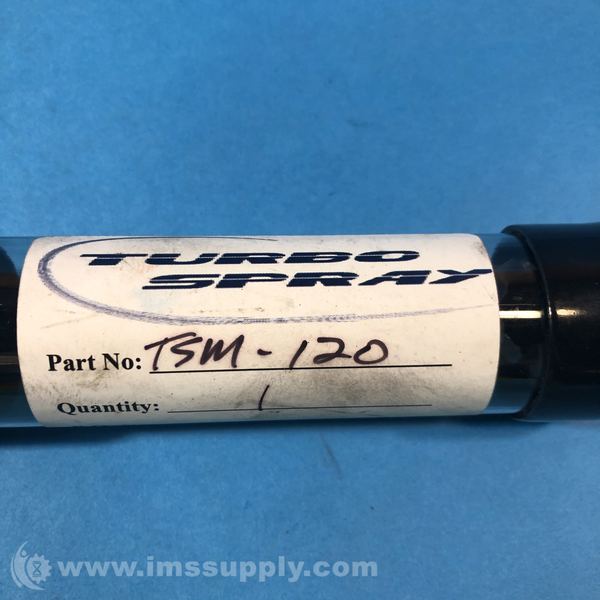 TURBO
SPRAY
Part No: TSM-120
Quantity: 1
www.imssupply.com